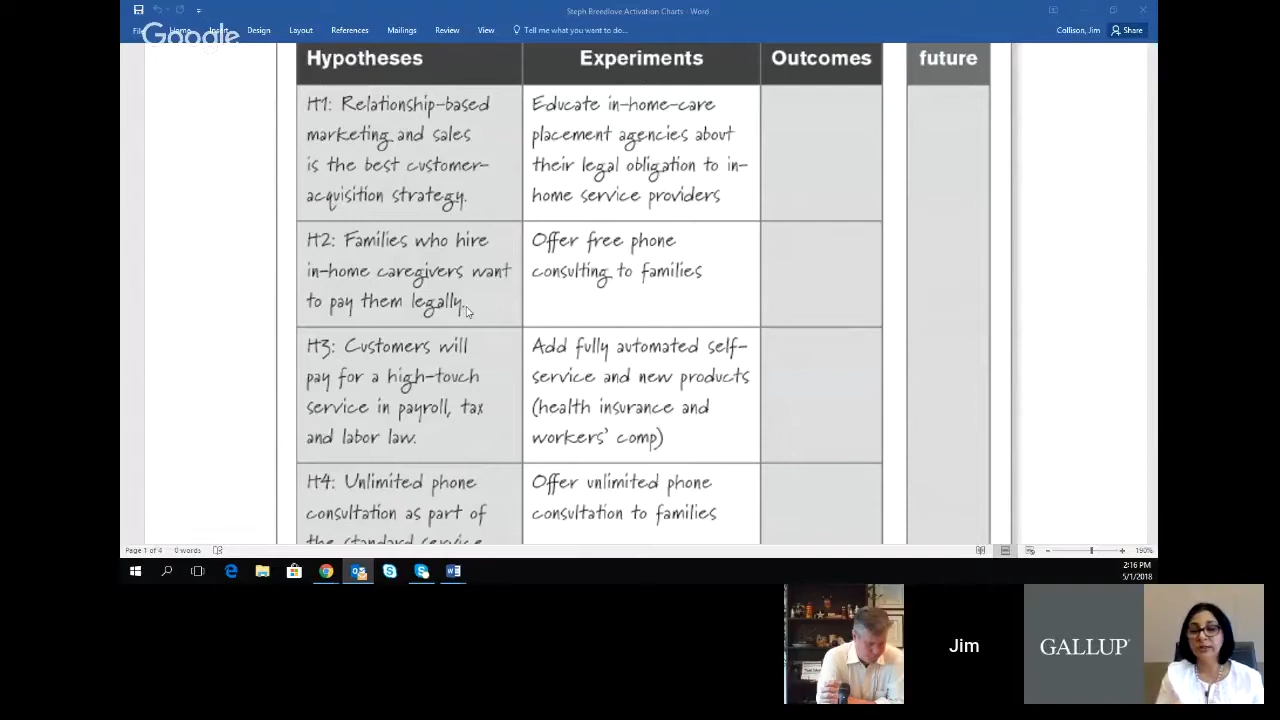 Steph Breedlove Activation Charts - Word
Google
File Home Insert Design Layout References Mailings Review View Tell me what you want to do... Collison, Jim Share
Hypotheses Experiments Outcomes future
H1: Relationship-based
marketing and sales
is the best customer-
acquisition strategy.
Educate in-home-care
placement agencies about
their legal obligation to in-
home service providers
H2: Families who hire
in-home caregivers want
to pay them legally.
Offer free phone
consulting to families
H3: Customers will
pay for a high-touch
service in payroll, tax
and labor law.
Add fully automated self-
service and new products
(health insurance and
workers' comp)
H4: Unlimited phone
consultation as part of
the standard service
Offer unlimited phone
consultation to families
Page 1 of 4 0 words 190%
2:16 PM
5/1/2018
Jim
GALLUP